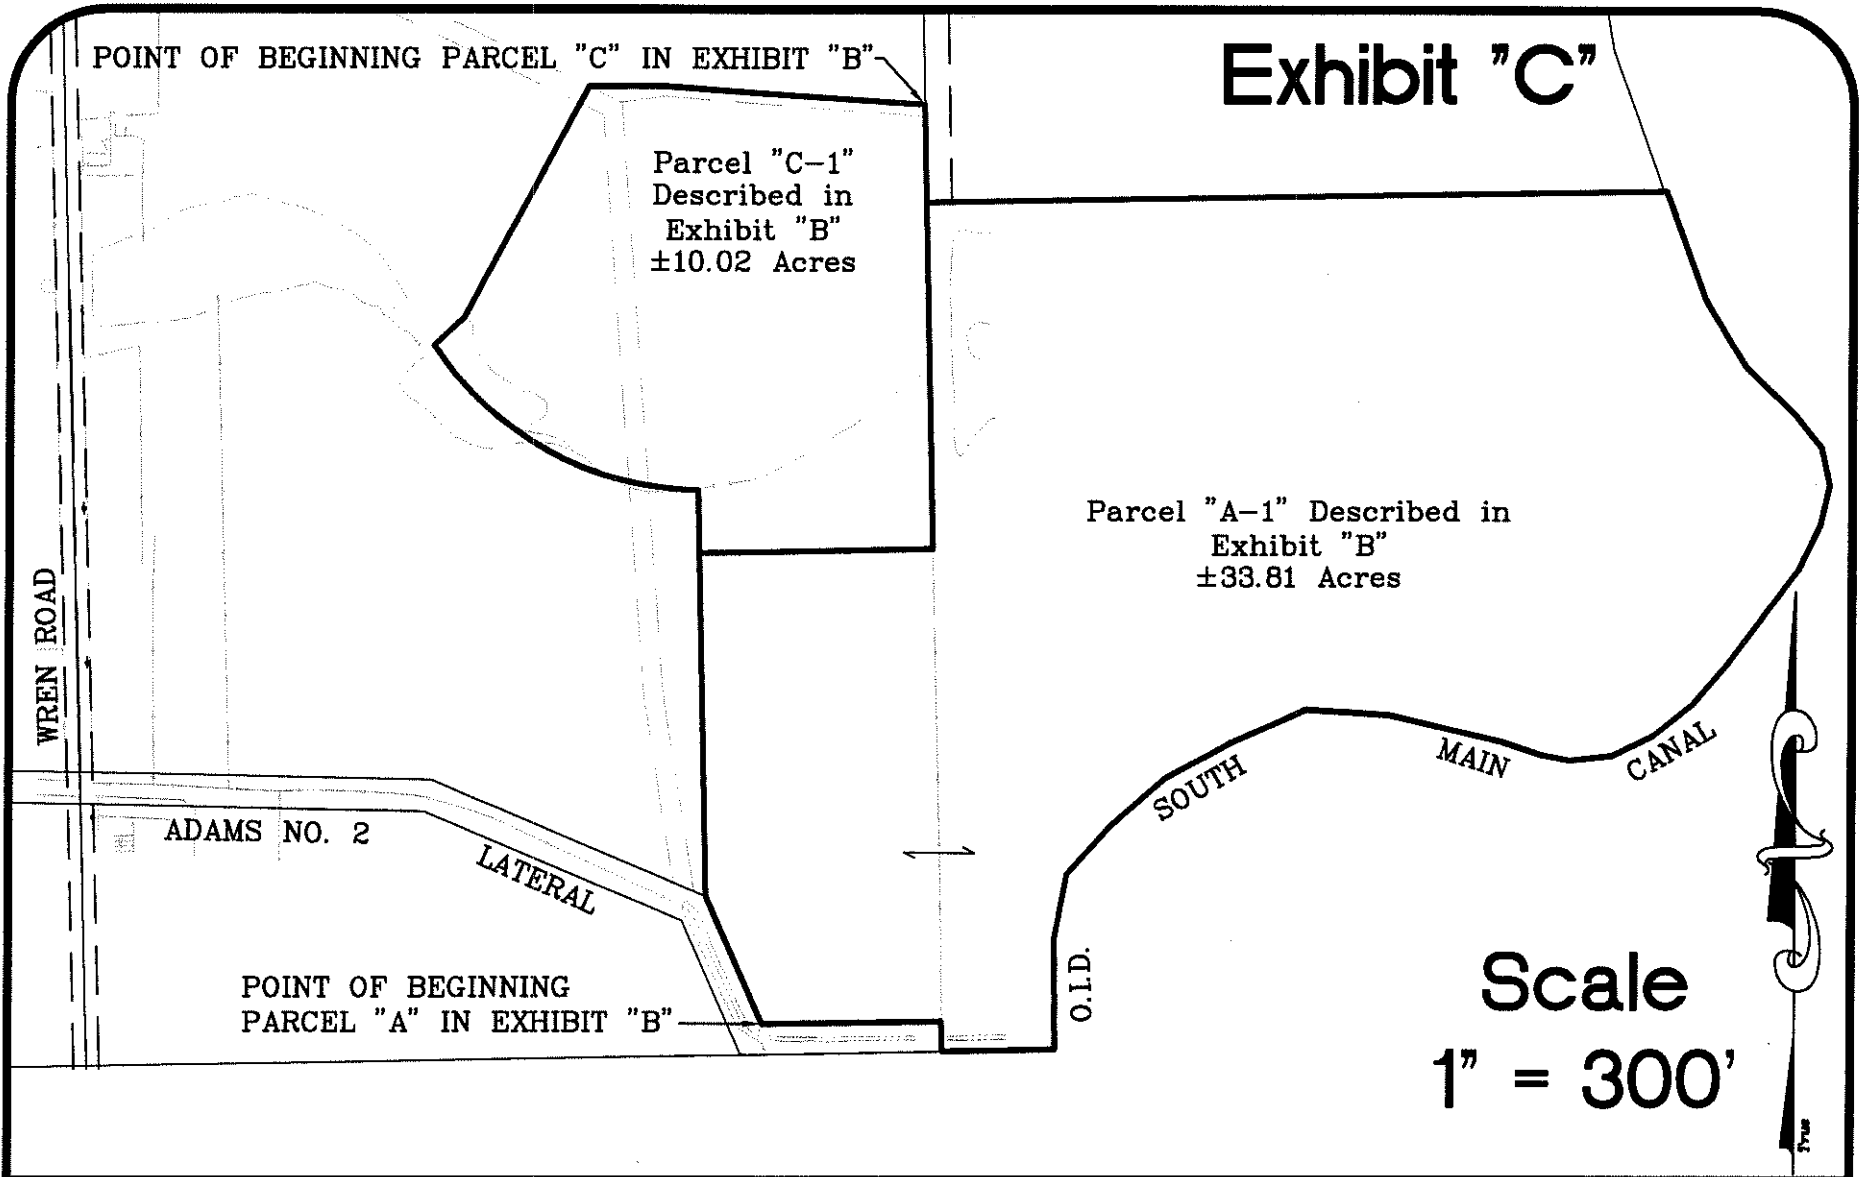 POINT OF BEGINNING PARCEL "C" IN EXHIBIT "B"
Exhibit "C"
Parcel "C-1"
Described in
Exhibit "B"
±10.02 Acres
Parcel "A-1" Described in
Exhibit "B"
±33.81 Acres
WREN ROAD
ADAMS NO. 2
LATERAL
SOUTH
MAIN
CANAL
O.I.D.
POINT OF BEGINNING
PARCEL "A" IN EXHIBIT "B"
Scale
1" = 300'
True